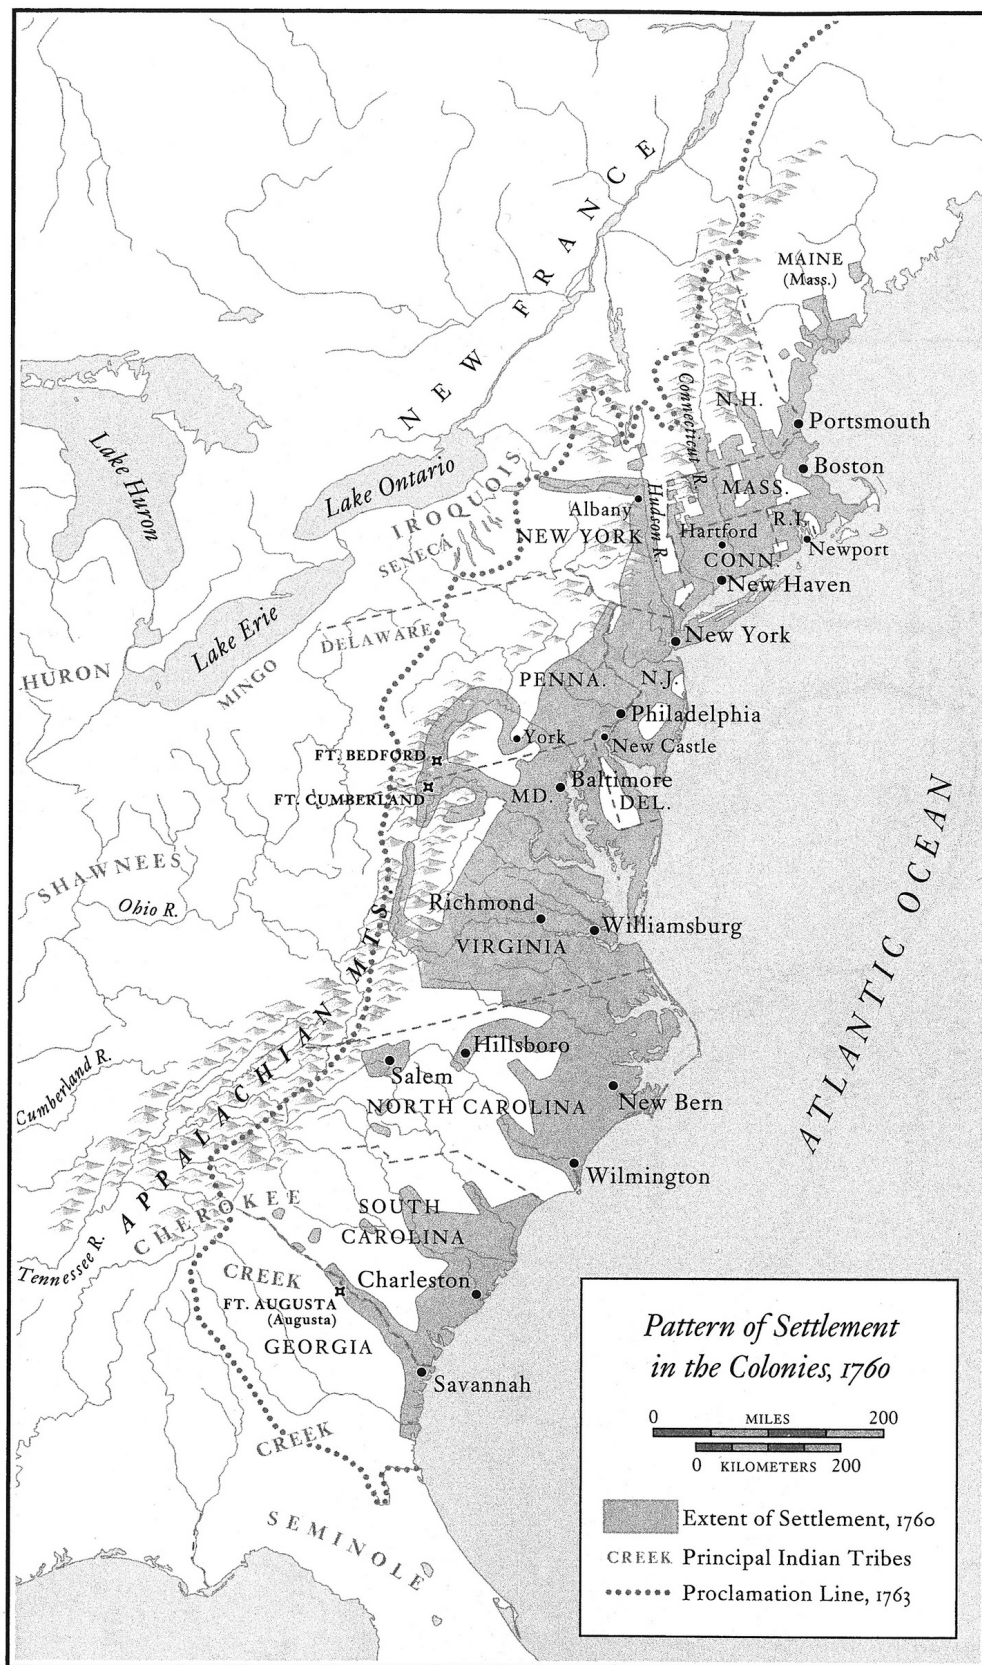 NEW FRANCE
MAINE
(Mass.)
Connecticut R.
N.H.
Portsmouth
Lake Huron
Lake Ontario
Boston
MASS.
IROQUOIS
Albany
Hudson R.
SENECA
NEW YORK
Hartford
R.I.
Newport
CONN.
New Haven
Lake Erie
DELAWARE
New York
HURON
MINGO
PENNA.
N.J.
Philadelphia
York
New Castle
FT. BEDFORD
Baltimore
FT. CUMBERLAND
MD.
DEL.
SHAWNEES
Ohio R.
Richmond
Williamsburg
VIRGINIA
ATLANTIC OCEAN
APPALACHIAN MTS.
Hillsboro
Cumberland R.
Salem
NORTH CAROLINA
New Bern
Wilmington
CHEROKEE
SOUTH
CAROLINA
Tennessee R.
CREEK
Charleston
FT. AUGUSTA
(Augusta)
GEORGIA
Savannah
CREEK
SEMINOLE
Pattern of Settlement
in the Colonies, 1760
0 MILES 200
0 KILOMETERS 200
Extent of Settlement, 1760
CREEK Principal Indian Tribes
Proclamation Line, 1763